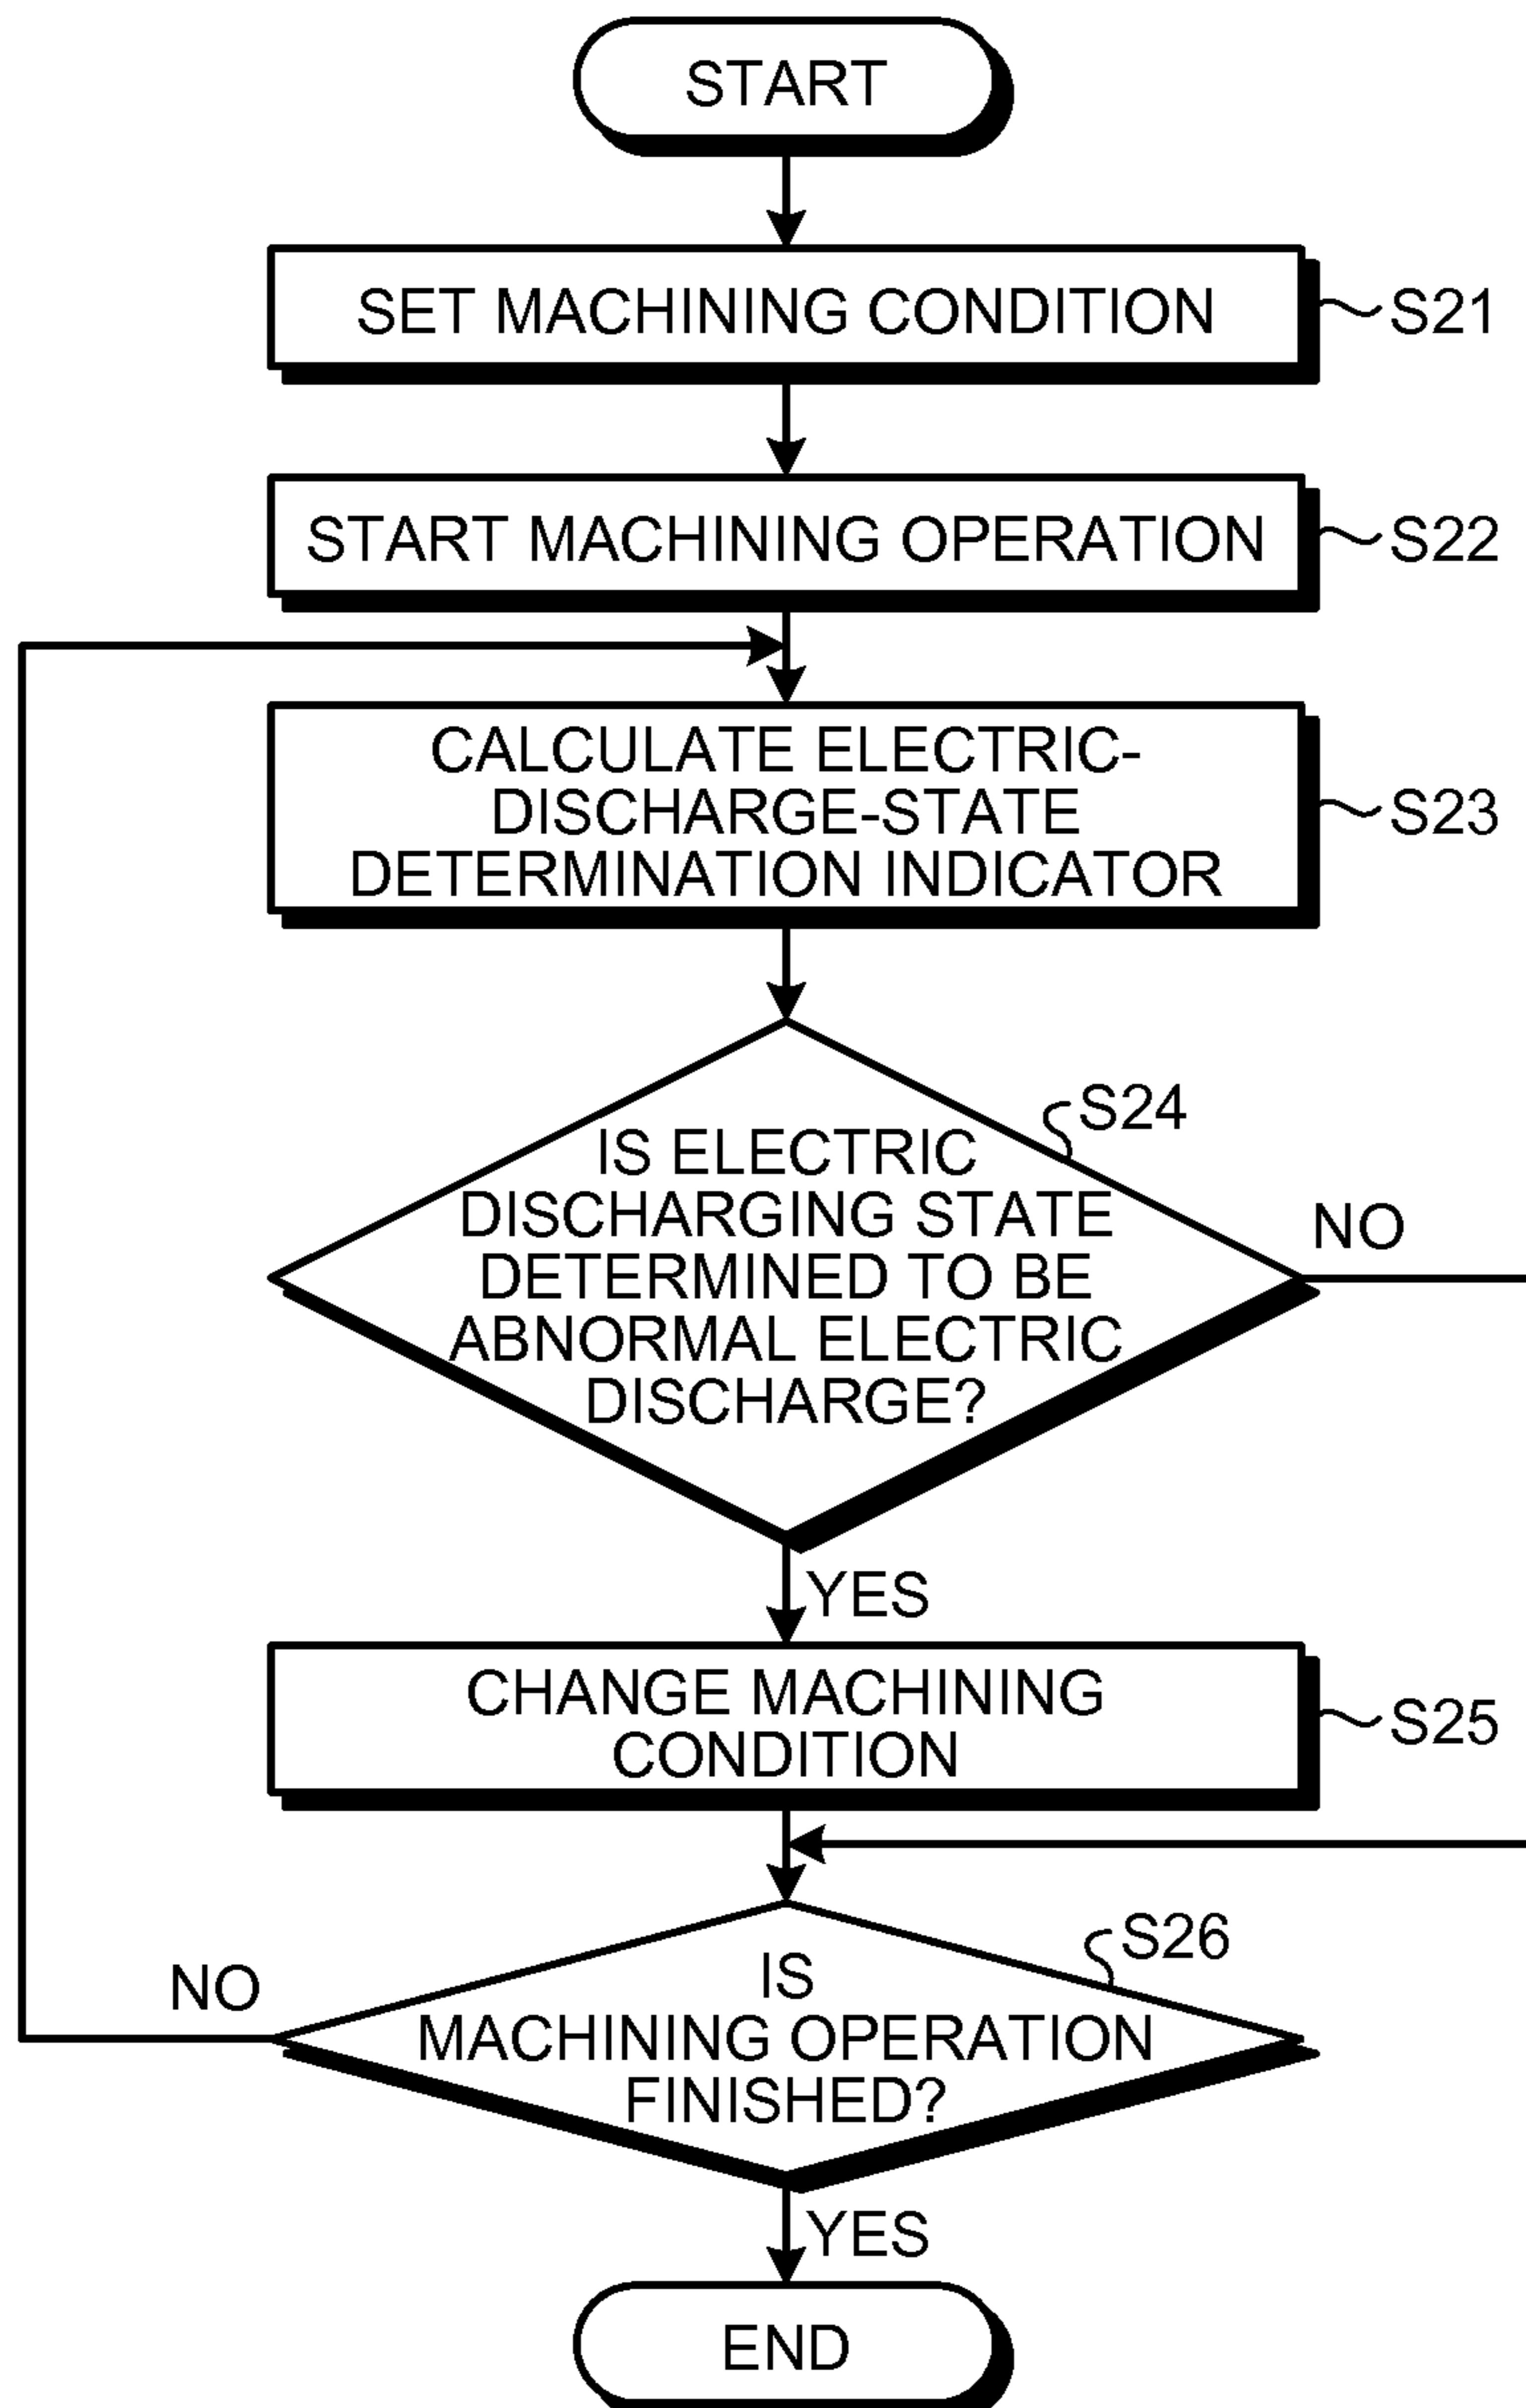 START
SET MACHINING CONDITION
S21
START MACHINING OPERATION
S22
CALCULATE ELECTRIC-
DISCHARGE-STATE
DETERMINATION INDICATOR
S23
S24
IS ELECTRIC
DISCHARGING STATE
DETERMINED TO BE
ABNORMAL ELECTRIC
DISCHARGE?
NO
YES
CHANGE MACHINING
CONDITION
S25
S26
IS
MACHINING OPERATION
FINISHED?
NO
YES
END